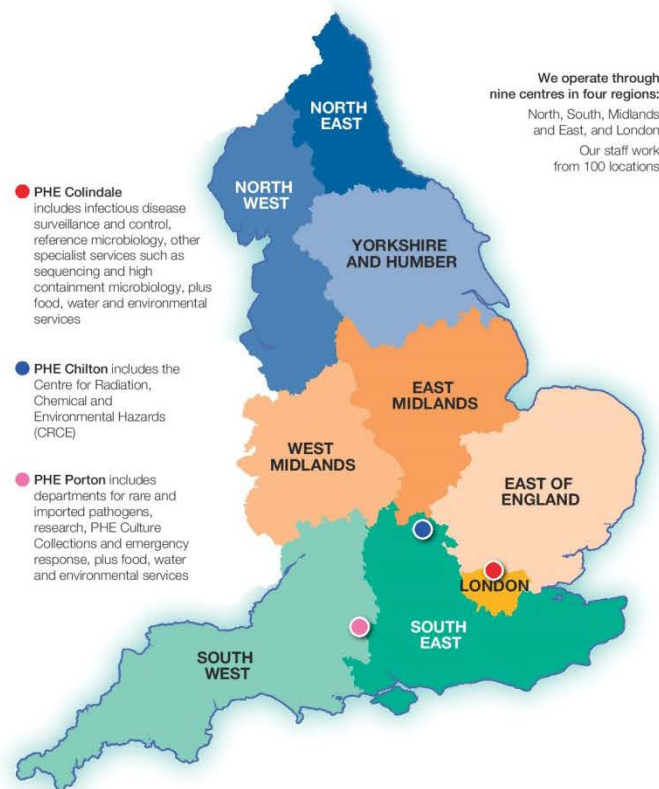 We operate through
nine centres in four regions:
North, South, Midlands
and East, and London
Our staff work
from 100 locations
PHE Colindale
includes infectious disease
surveillance and control,
reference microbiology, other
specialist services such as
sequencing and high
containment microbiology, plus
food, water and environmental
services
PHE Chilton includes the
Centre for Radiation,
Chemical and
Environmental Hazards
(CRCE)
PHE Porton includes
departments for rare and
imported pathogens,
research, PHE Culture
Collections and emergency
response, plus food, water
and environmental services
NORTH
EAST
NORTH
WEST
YORKSHIRE
AND HUMBER
EAST
MIDLANDS
WEST
MIDLANDS
EAST OF
ENGLAND
LONDON
SOUTH
EAST
SOUTH
WEST